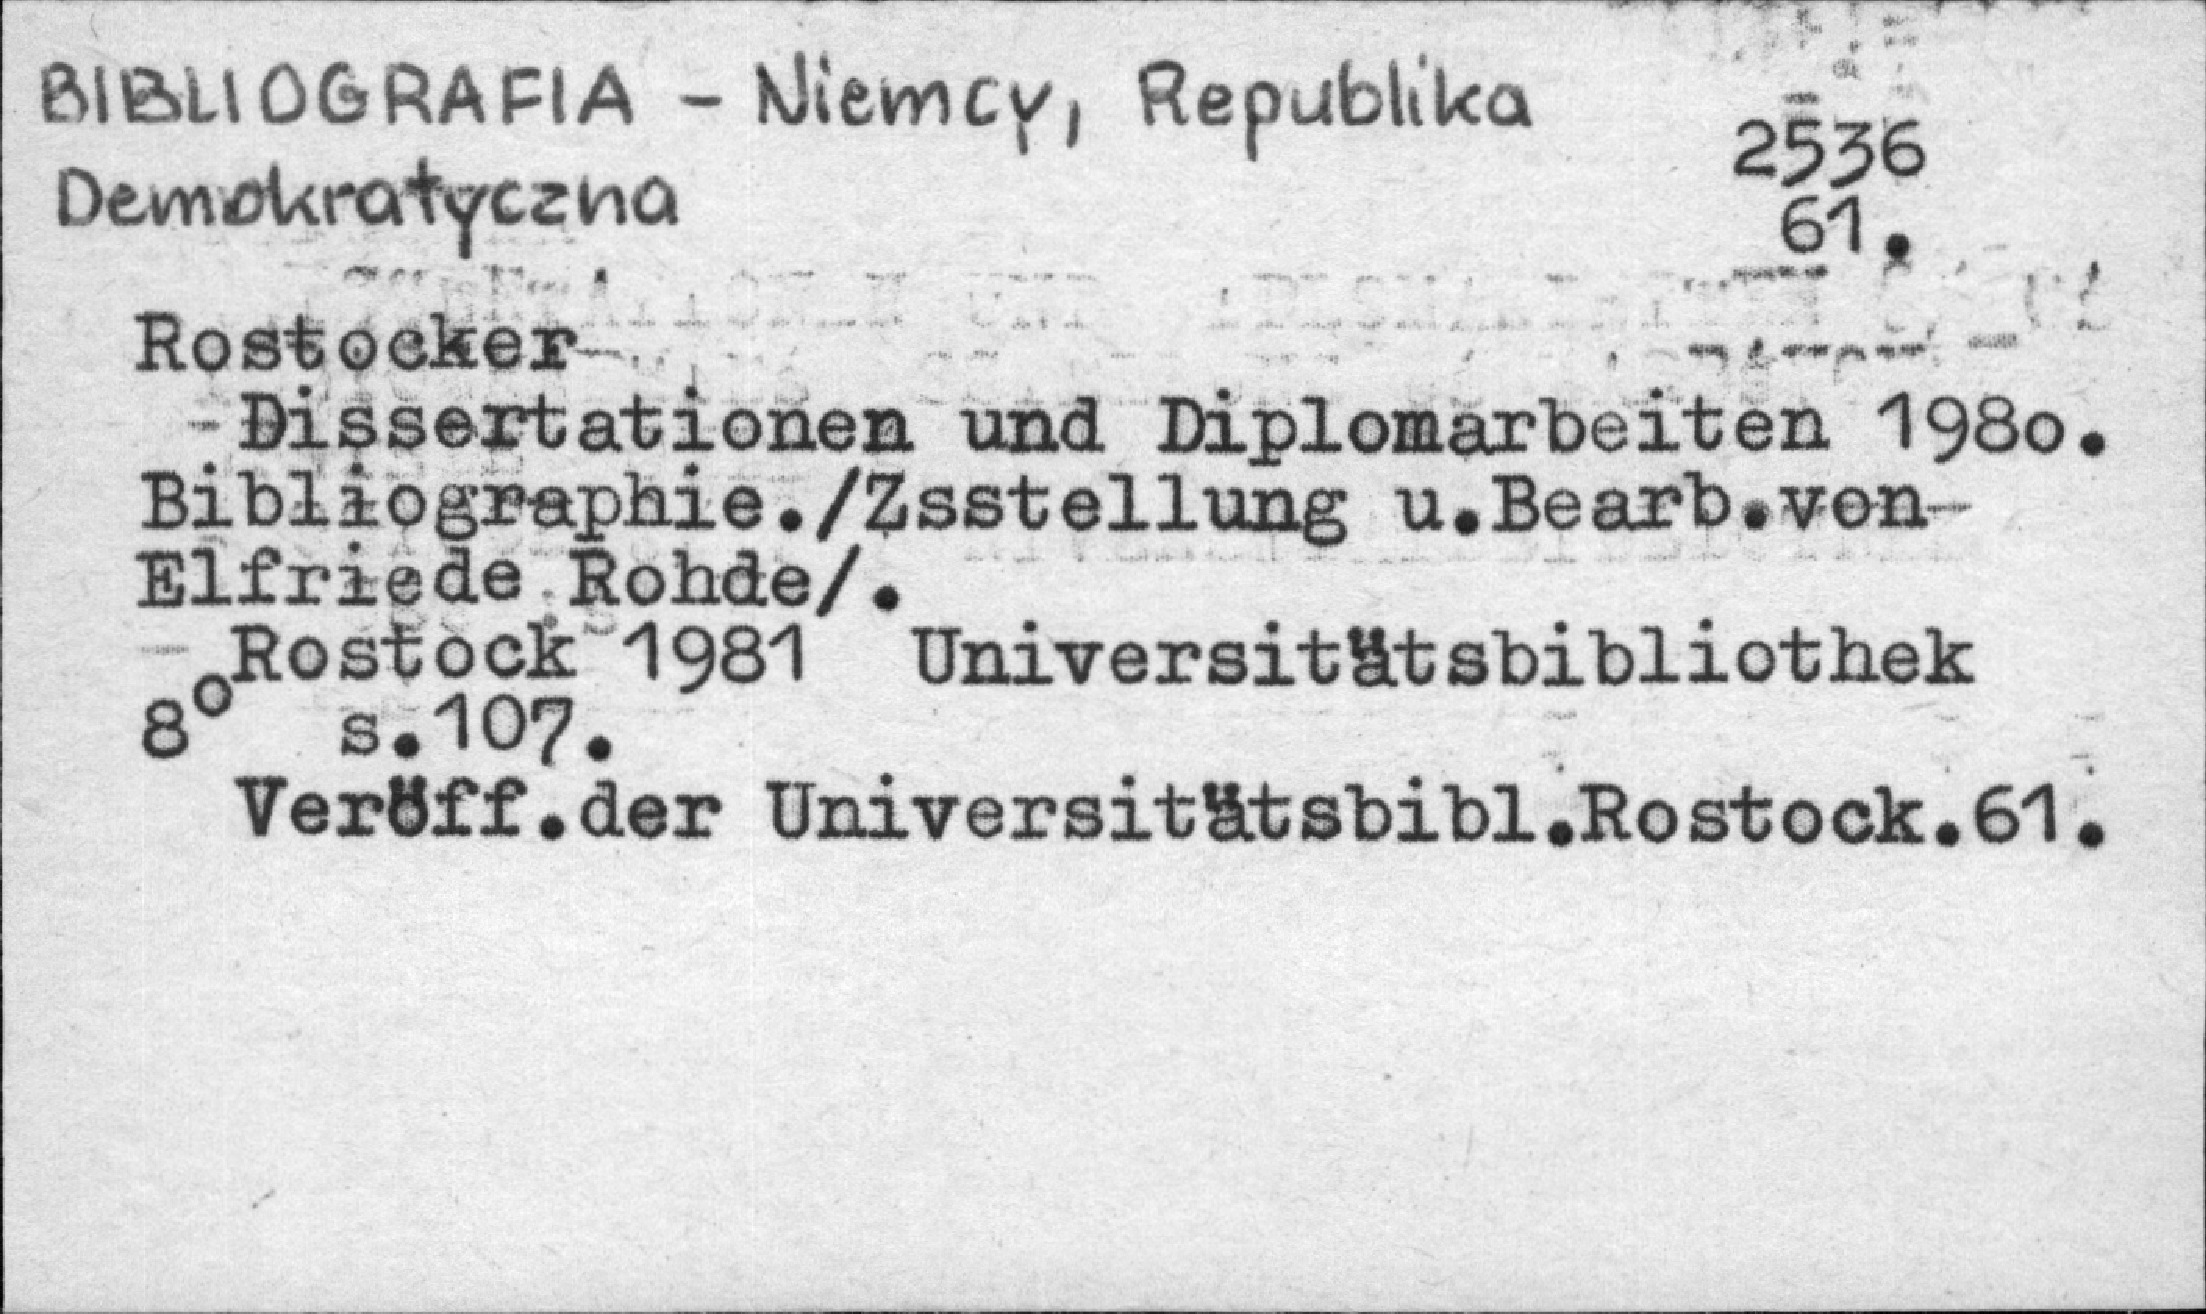 BIBLIOGRAFIA - Niemcy, Republika
Demokratyczna
2536
61.
Rostocker
Dissertationen und Diplomarbeiten 198o.
Bibliographie./Zsstellung u.Bearb.von
Elfriede Rohde/.
Rostock 1981 Universitätsbibliothek
8° s.107.
Veröff.der Universitätsbibl.Rostock.61.